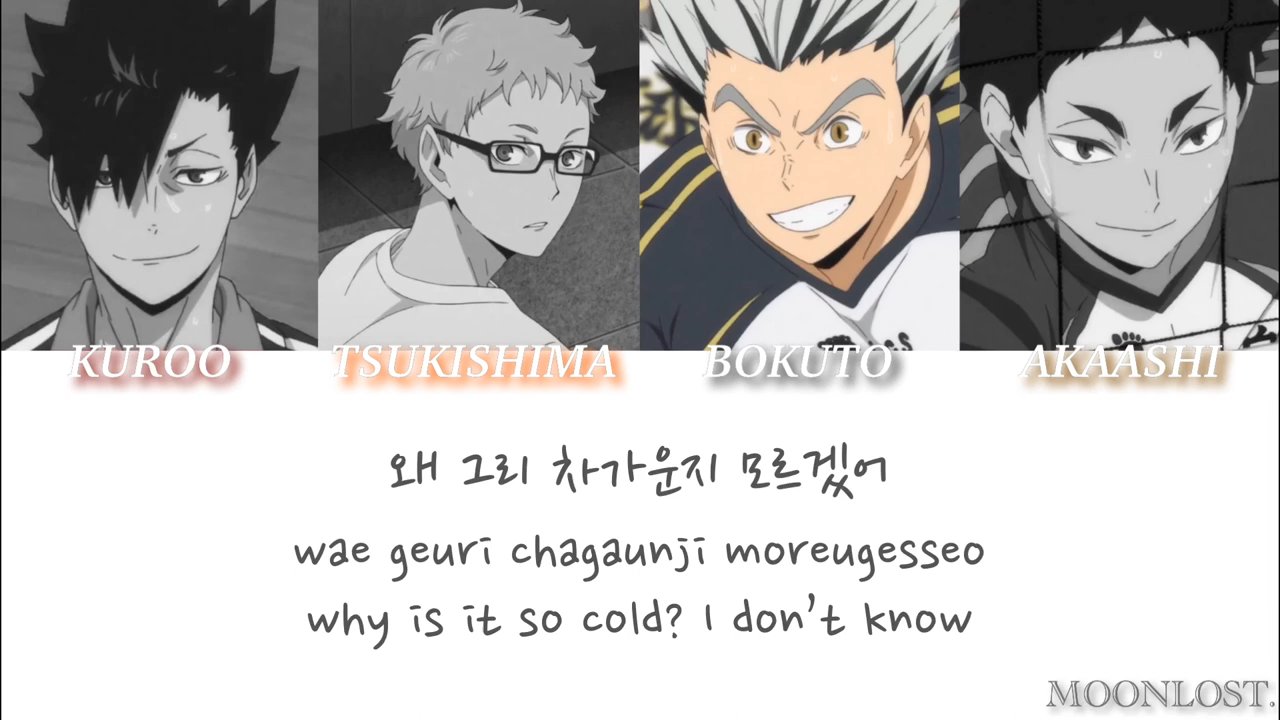 KUROO TSUKISHIMA BOKUTO AKAASHI
왜 그리 차가운지 모르겠어
wae geuri chagaunji moreugesseo
why is it so cold? I don't know
MOONLOST.